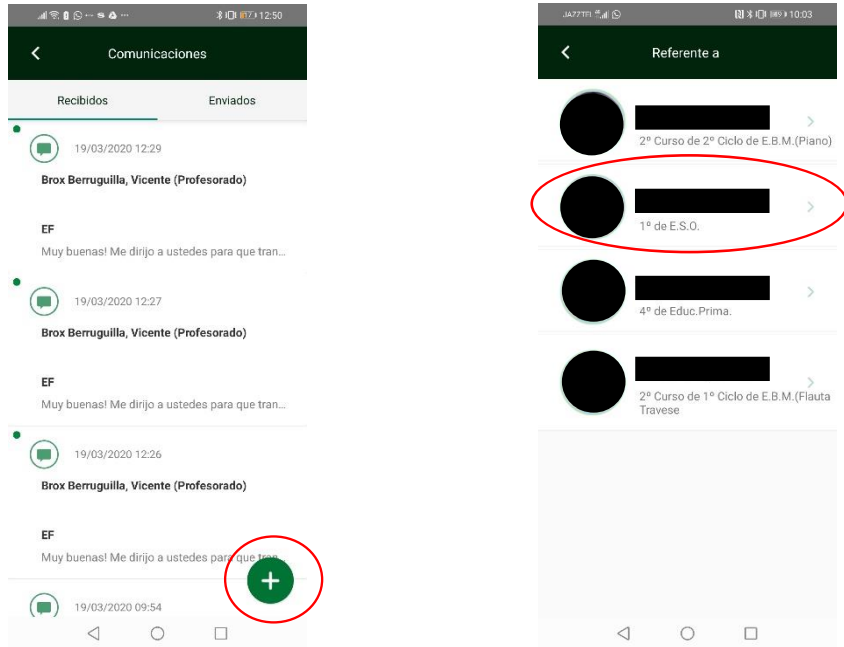 12:50
Comunicaciones
Recibidos Enviados
19/03/2020 12:29
Brox Berruguilla, Vicente (Profesorado)
EF
Muy buenas! Me dirijo a ustedes para que tran...
19/03/2020 12:27
Brox Berruguilla, Vicente (Profesorado)
EF
Muy buenas! Me dirijo a ustedes para que tran...
19/03/2020 12:26
Brox Berruguilla, Vicente (Profesorado)
EF
Muy buenas! Me dirijo a ustedes para que tran...
19/03/2020 09:54
JAZZTEL 10:03
Referente a
2º Curso de 2º Ciclo de E.B.M.(Piano)
1º de E.S.O.
4º de Educ.Prima.
2º Curso de 1º Ciclo de E.B.M.(Flauta
Travese